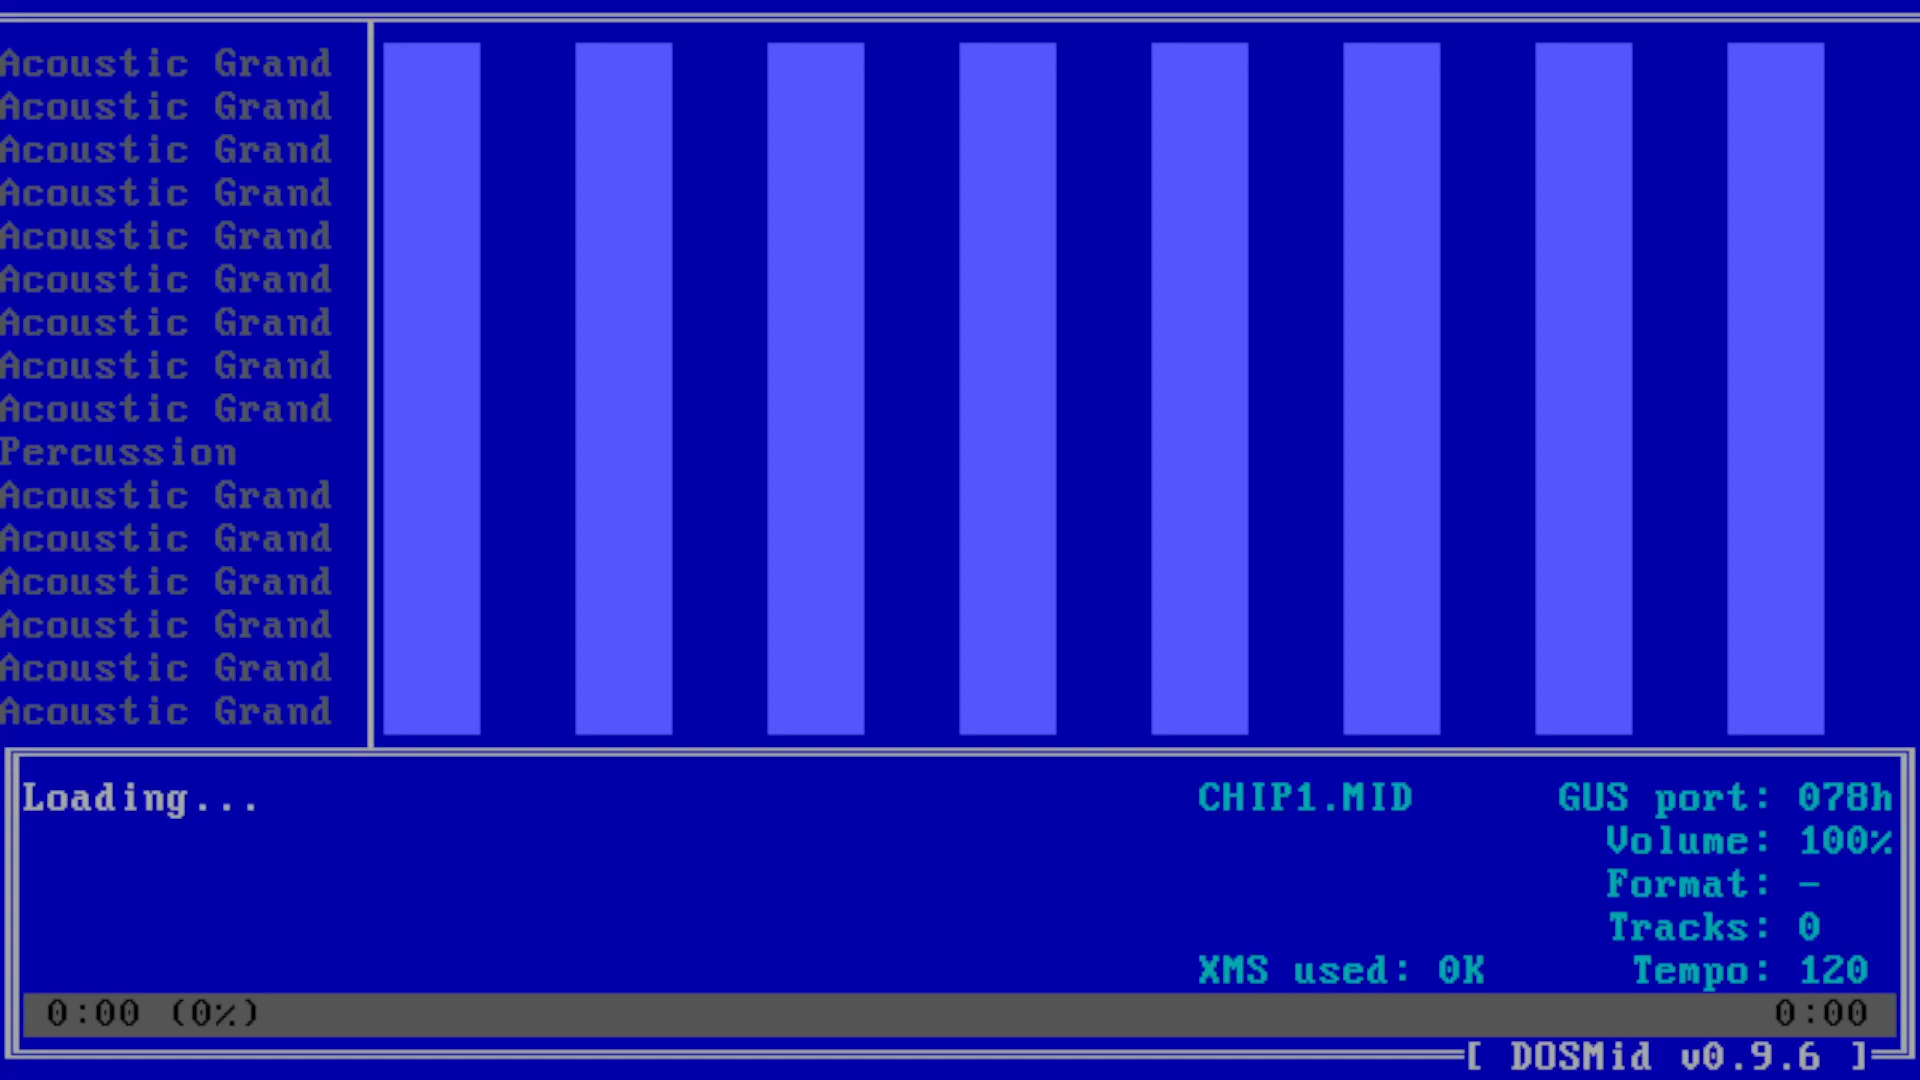 Acoustic Grand
Acoustic Grand
Acoustic Grand
Acoustic Grand
Acoustic Grand
Acoustic Grand
Acoustic Grand
Acoustic Grand
Acoustic Grand
Percussion
Acoustic Grand
Acoustic Grand
Acoustic Grand
Acoustic Grand
Acoustic Grand
Acoustic Grand
Loading... CHIP1.MID GUS port: 078h
Volume: 100%
Format: -
Tracks: 0
XMS used: 0K Tempo: 120
0:00 (0%) 0:00
[ DOSMid v0.9.6 ]